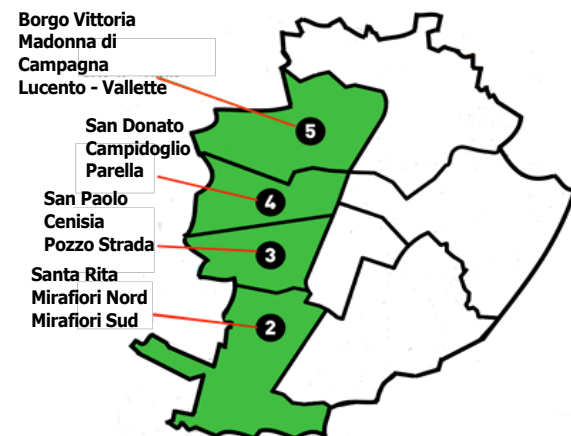 Borgo Vittoria
Madonna di
Campagna
Lucento - Vallette
5
San Donato
Campidoglio
Parella
4
San Paolo
Cenisia
Pozzo Strada
3
Santa Rita
Mirafiori Nord
Mirafiori Sud
2